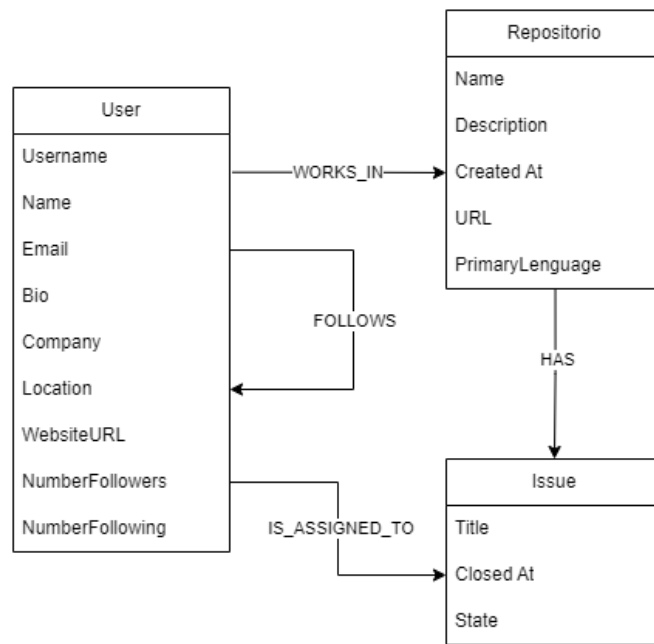 Repositorio
Name
Description
Created At
URL
PrimaryLenguage
User
Username
Name
Email
Bio
Company
Location
WebsiteURL
NumberFollowers
NumberFollowing
WORKS_IN
FOLLOWS
HAS
IS_ASSIGNED_TO
Issue
Title
Closed At
State